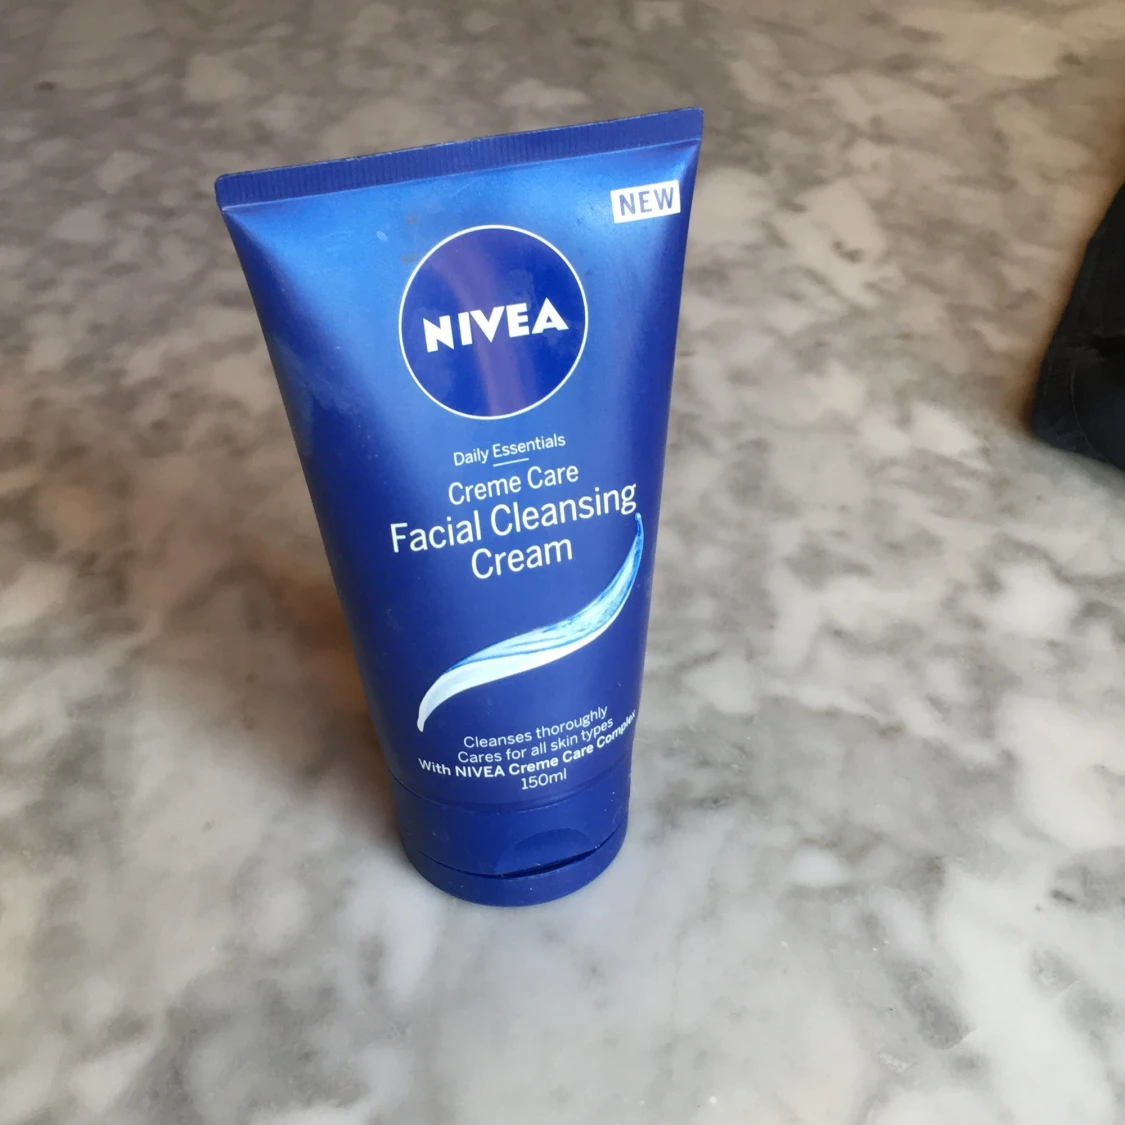 NEW
NIVEA
Daily Essentials
Creme Care
Facial Cleansing
Cream
Cleanses thoroughly
Cares for all skin types
With NIVEA Creme Care Complex
150ml